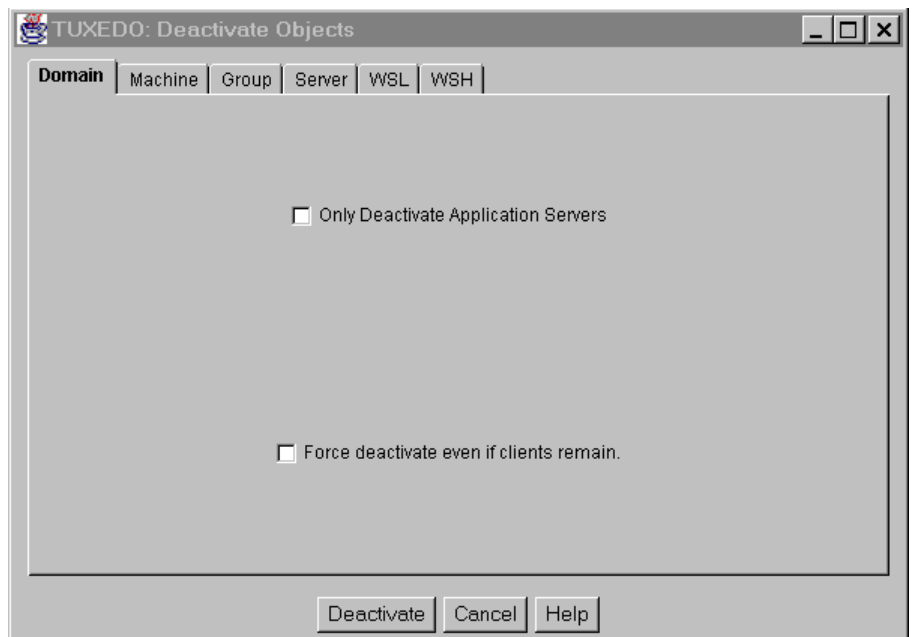 TUXEDO: Deactivate Objects
Domain Machine Group Server WSL WSH
Only Deactivate Application Servers
Force deactivate even if clients remain.
Deactivate Cancel Help